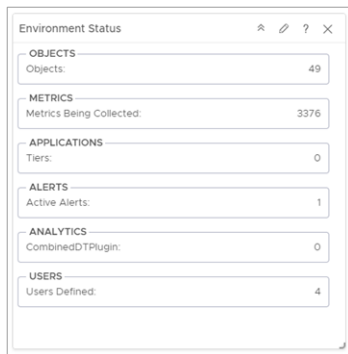 Environment Status
OBJECTS
Objects: 49
METRICS
Metrics Being Collected: 3376
APPLICATIONS
Tiers: 0
ALERTS
Active Alerts: 1
ANALYTICS
CombinedDTPlugin: 0
USERS
Users Defined: 4